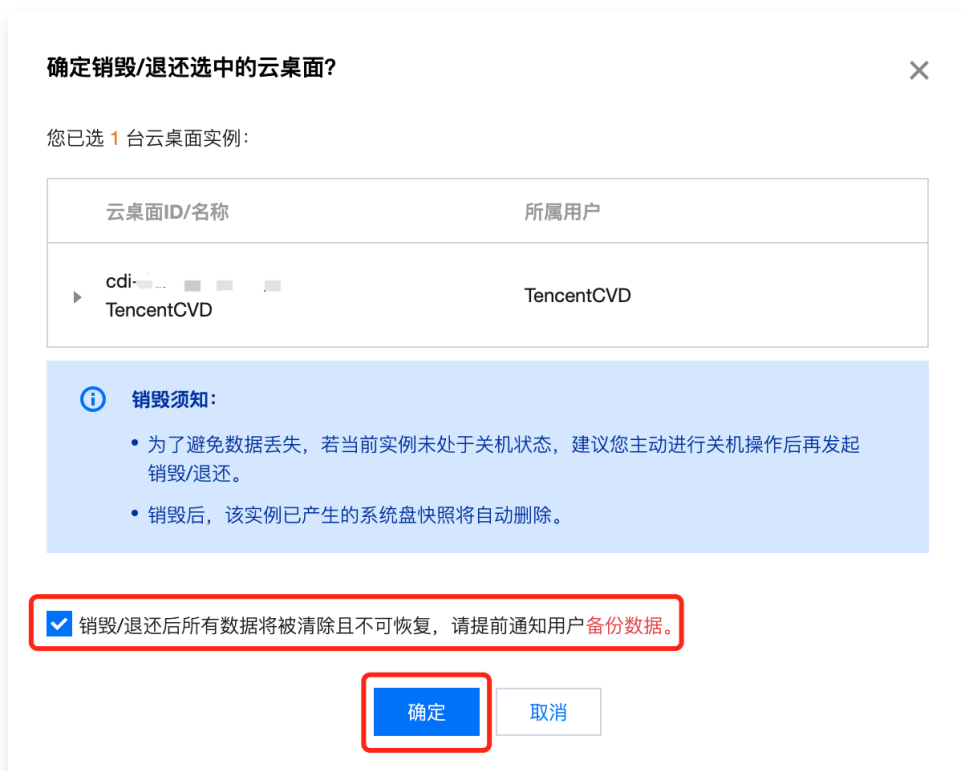 确定销毁/退还选中的云桌面?
您已选 1 台云桌面实例：
云桌面ID/名称
所属用户
cdi-
TencentCVD
TencentCVD
销毁须知：
• 为了避免数据丢失，若当前实例未处于关机状态，建议您主动进行关机操作后再发起
销毁/退还。
• 销毁后，该实例已产生的系统盘快照将自动删除。
销毁/退还后所有数据将被清除且不可恢复，请提前通知用户备份数据。
确定
取消